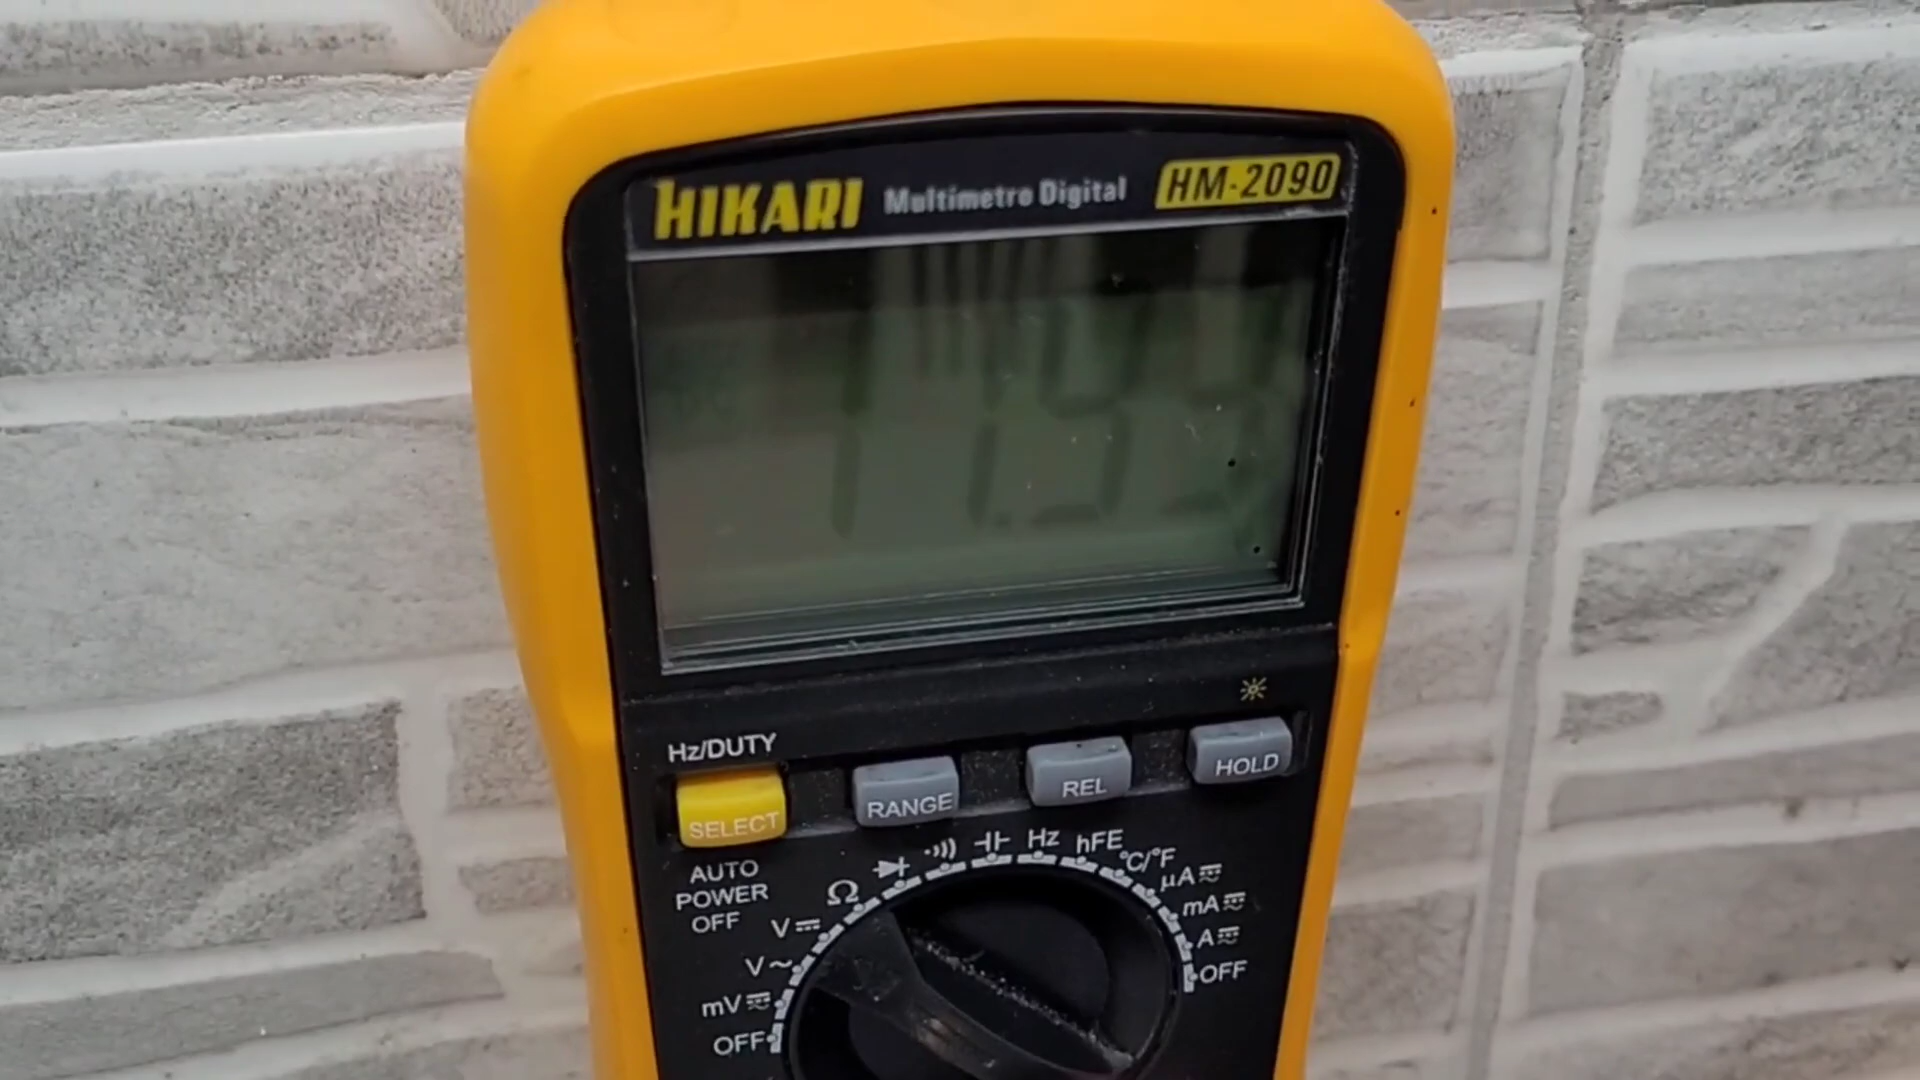 HIKARI Multimetro Digital HM-2090
Hz/DUTY
SELECT RANGE REL HOLD
AUTO
POWER
OFF
Hz
hFE
°C/°F
Ω
µA
mA
V
A
V~
OFF
mV
OFF